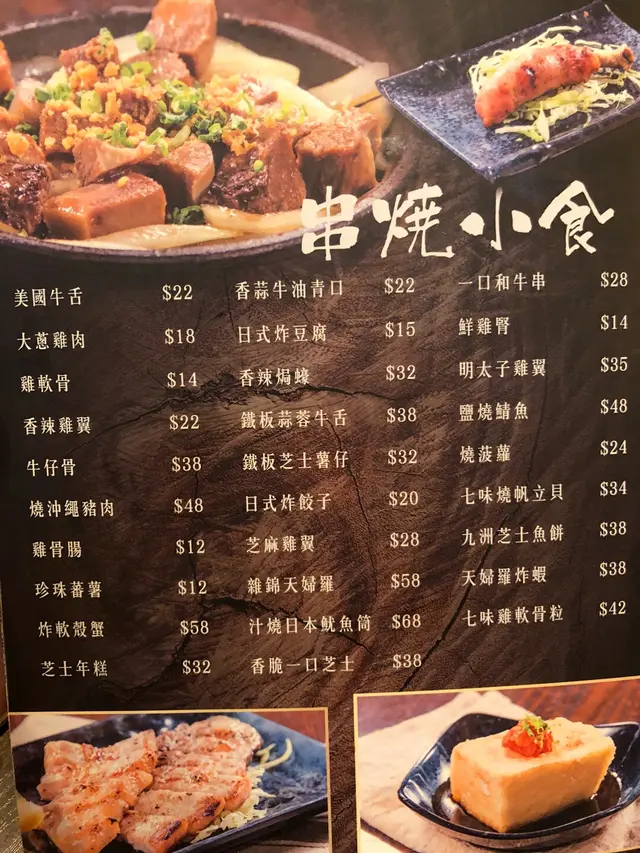 串燒小食
美國牛舌 $22
大蔥雞肉 $18
雞軟骨 $14
香辣雞翼 $22
牛仔骨 $38
燒沖繩豬肉 $48
雞骨腸 $12
珍珠蕃薯 $12
炸軟殼蟹 $58
芝士年糕 $32
香蒜牛油青口 $22
日式炸豆腐 $15
香辣焗蠔 $32
鐵板蒜蓉牛舌 $38
鐵板芝士薯仔 $32
日式炸餃子 $20
芝麻雞翼 $28
雜錦天婦羅 $58
汁燒日本魷魚筒 $68
香脆一口芝士 $38
一口和牛串 $28
鮮雞腎 $14
明太子雞翼 $35
鹽燒鯖魚 $48
燒菠蘿 $24
七味燒帆立貝 $34
九洲芝士魚餅 $38
天婦羅炸蝦 $38
七味雞軟骨粒 $42